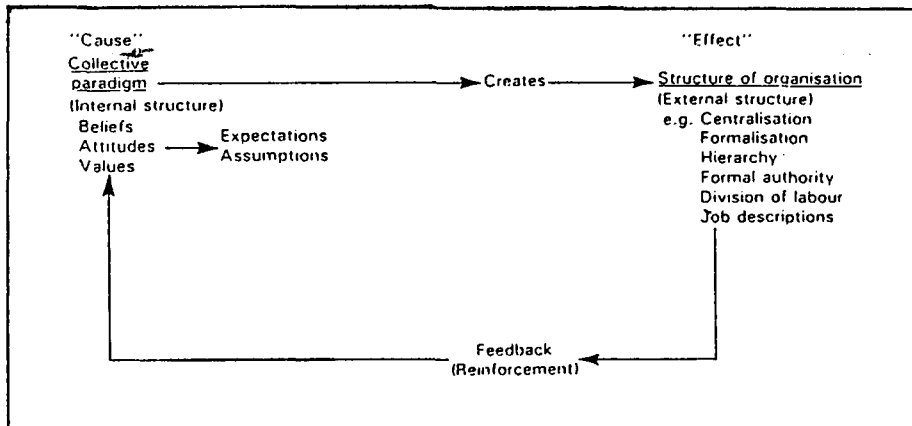 "Cause"
Collective
paradigm
(Internal structure)
Beliefs
Attitudes
Values
Expectations
Assumptions
Creates
"Effect"
Structure of organisation
(External structure)
e.g. Centralisation
Formalisation
Hierarchy
Formal authority
Division of labour
Job descriptions
Feedback
(Reinforcement)